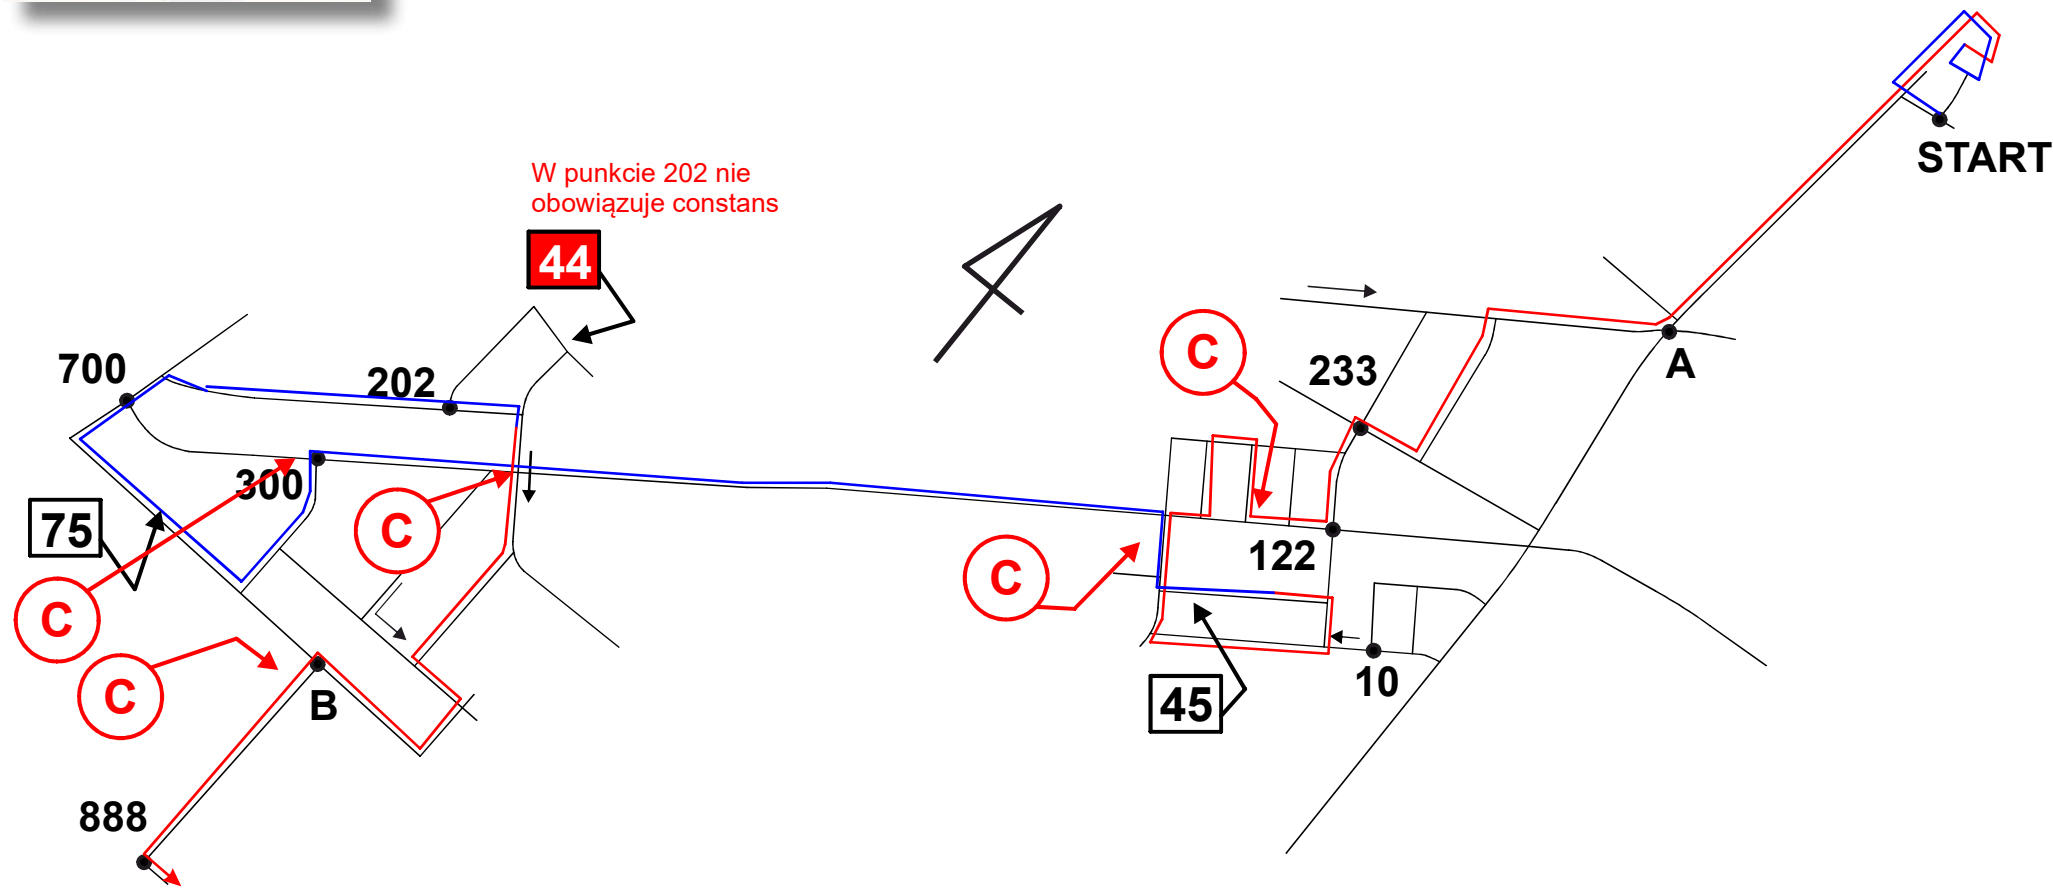 START
W punkcie 202 nie
obowiązuje constans
44
A
C
233
700
202
300
75
C
C
122
C
45
10
C
B
888